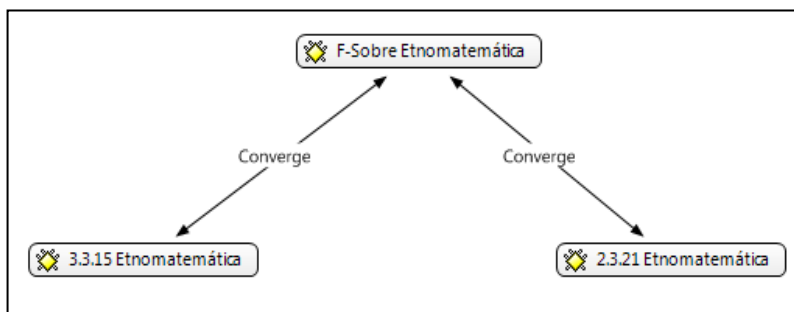 F-Sobre Etnomatemática
Converge
Converge
3.3.15 Etnomatemática
2.3.21 Etnomatemática